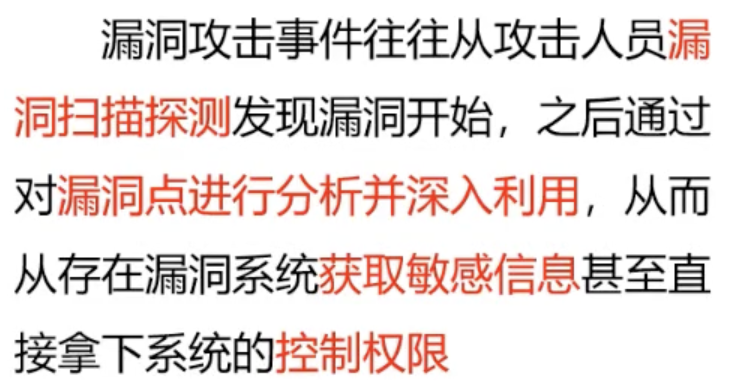 漏洞攻击事件往往从攻击人员漏
洞扫描探测发现漏洞开始，之后通过
对漏洞点进行分析并深入利用，从而
从存在漏洞系统获取敏感信息甚至直
接拿下系统的控制权限